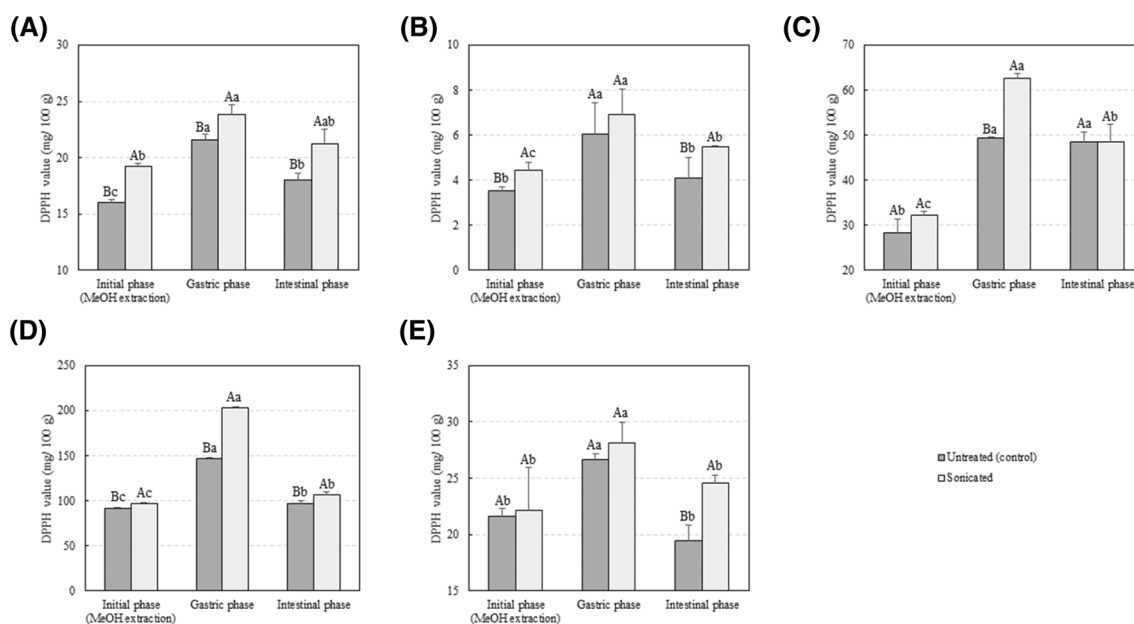 (A)
30
25
20
15
10
DPPH value (mg/ 100 g)
Bc
Ab
Ba
Aa
Bb
Aab
Initial phase
(MeOH extraction)
Gastric phase
Intestinal phase
(B)
10
8
6
4
2
0
DPPH value (mg/ 100 g)
Bb
Ac
Aa
Aa
Bb
Ab
Initial phase
(MeOH extraction)
Gastric phase
Intestinal phase
(C)
70
60
50
40
30
20
DPPH value (mg/ 100 g)
Ab
Ac
Ba
Aa
Aa
Ab
Initial phase
(MeOH extraction)
Gastric phase
Intestinal phase
(D)
250
200
150
100
50
0
DPPH value (mg/ 100 g)
Bc
Ac
Ba
Aa
Bb
Ab
Initial phase
(MeOH extraction)
Gastric phase
Intestinal phase
(E)
35
30
25
20
15
DPPH value (mg/ 100 g)
Ab
Ab
Aa
Aa
Bb
Ab
Initial phase
(MeOH extraction)
Gastric phase
Intestinal phase
Untreated (control)
Sonicated